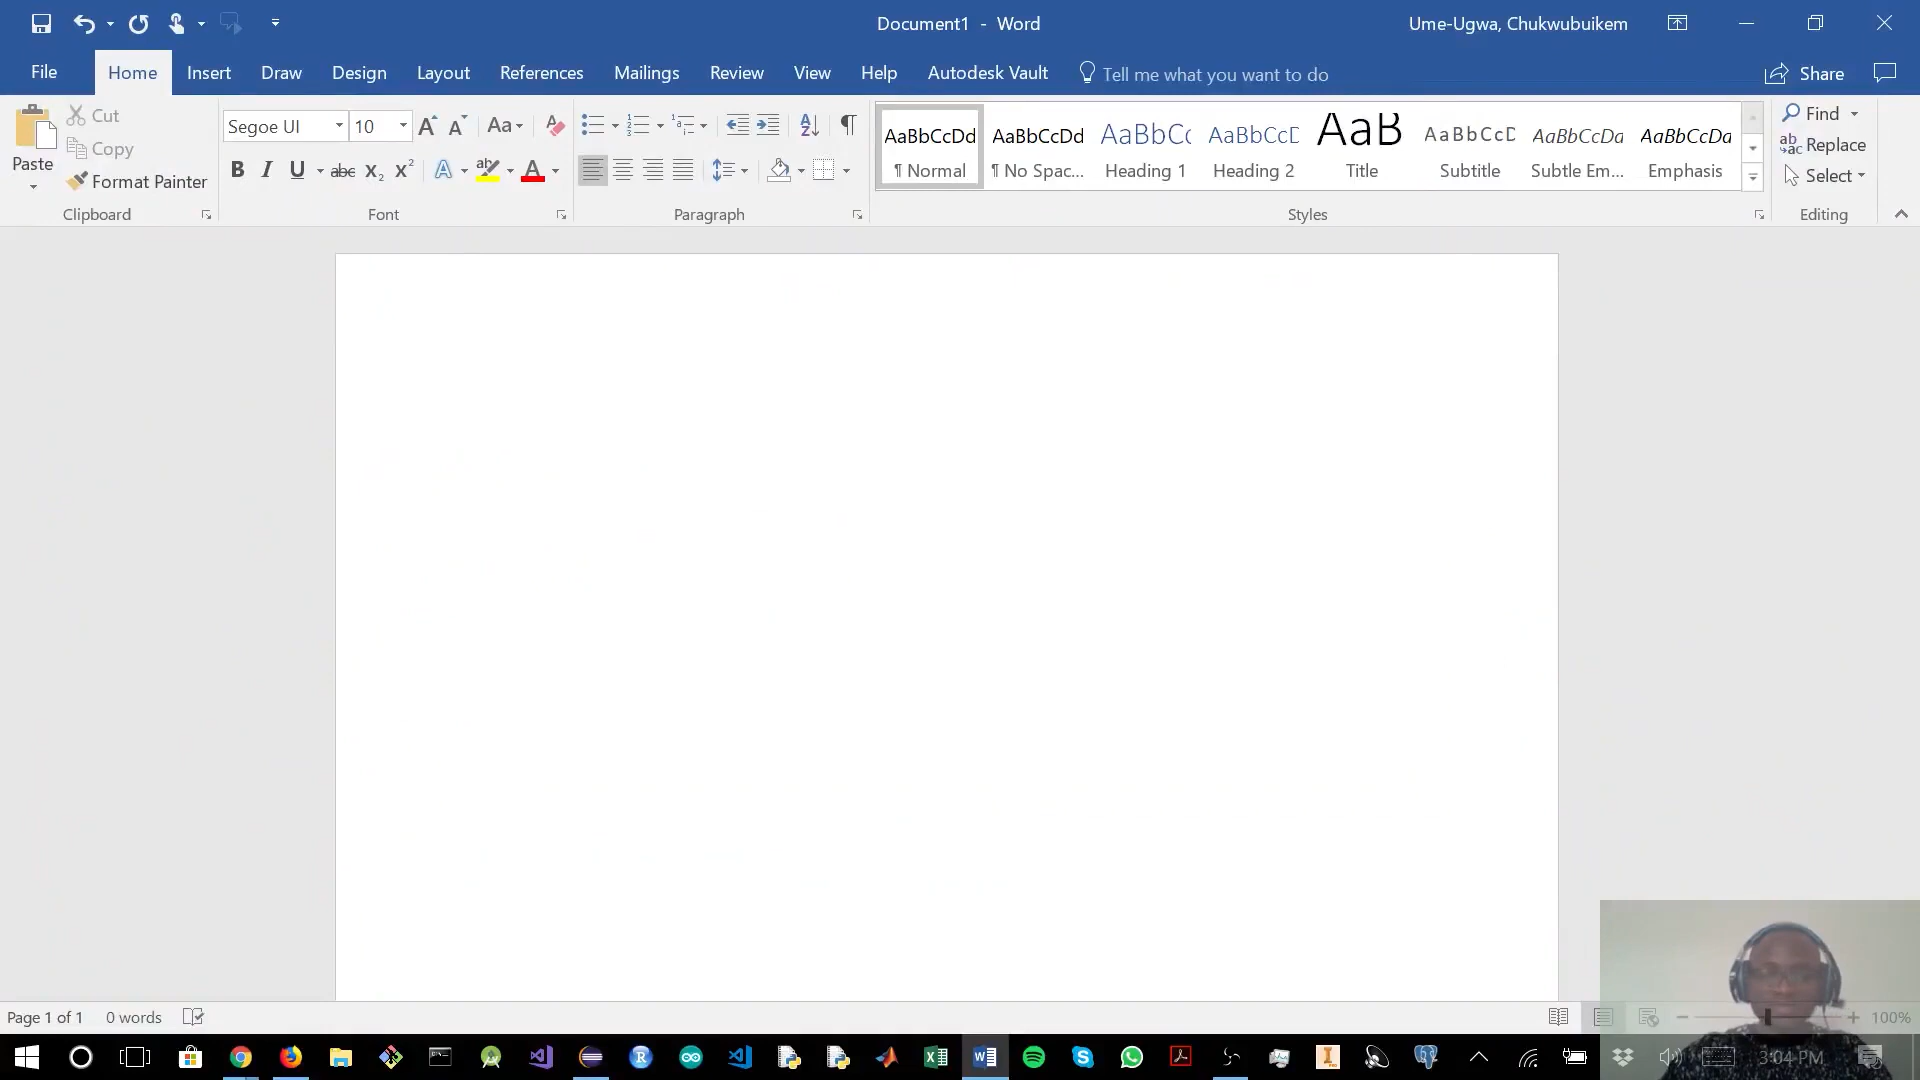 Document1 - Word
Ume-Ugwa, Chukwubuikem
File Home Insert Draw Design Layout References Mailings Review View Help Autodesk Vault Tell me what you want to do Share
Paste
Cut
Copy
Format Painter
Clipboard
Segoe UI 10
Font
Paragraph
AaBbCcDd AaBbCcDd AaBbCc AaBbCcD AaB AaBbCcD AaBbCcDd AaBbCcDd
¶ Normal ¶ No Spac... Heading 1 Heading 2 Title Subtitle Subtle Em... Emphasis
Styles
Find
Replace
Select
Editing
Page 1 of 1 0 words
100%
3:04 PM